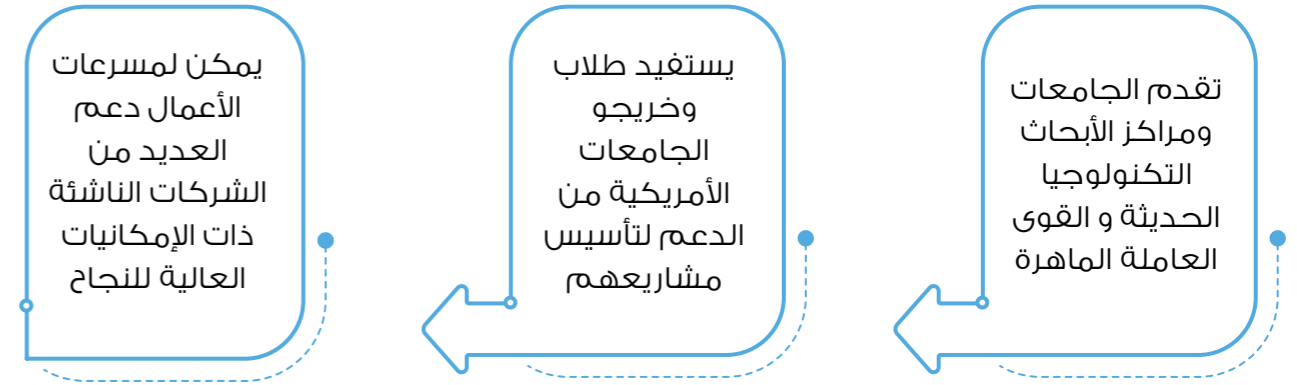 تقدم الجامعات
ومراكز الأبحاث
التكنولوجيا
الحديثة و القوى
العاملة الماهرة
يستفيد طلاب
وخريجو
الجامعات
الأمريكية من
الدعم لتأسيس
مشاريعهم
يمكن لمسرعات
الأعمال دعم
العديد من
الشركات الناشئة
ذات الإمكانيات
العالية للنجاح